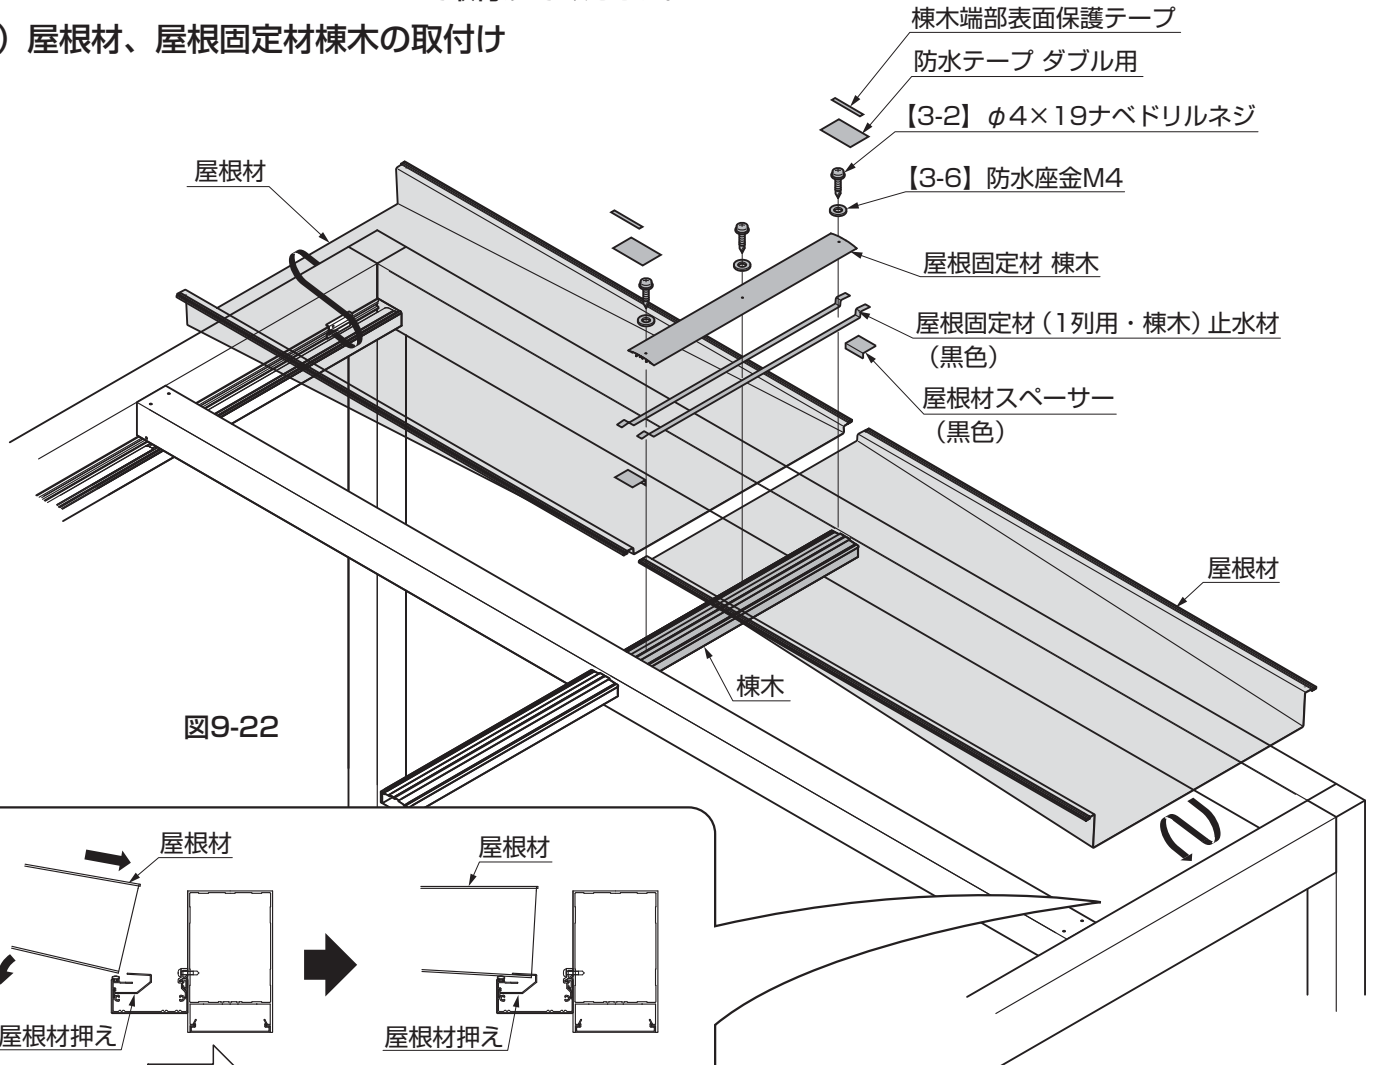 ）屋根材、屋根固定材棟木の取付け
棟木端部表面保護テープ
防水テープ ダブル用
【3-2】φ4×19ナベドリルネジ
【3-6】防水座金M4
屋根材
屋根固定材 棟木
屋根固定材（1列用・棟木）止水材
（黒色）
屋根材スペーサー
（黒色）
屋根材
棟木
図9-22
屋根材
屋根材
屋根材押え
屋根材押え